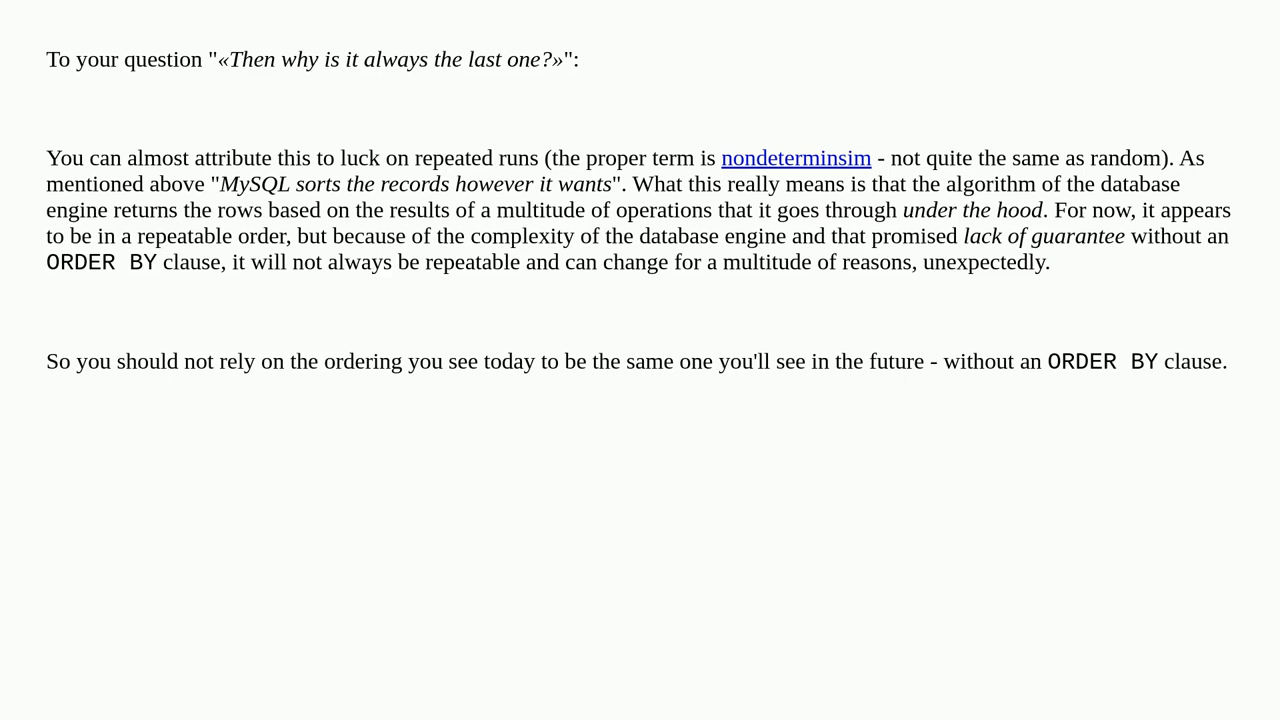 To your question "«Then why is it always the last one?»":
You can almost attribute this to luck on repeated runs (the proper term is nondeterminsim - not quite the same as random). As
mentioned above "MySQL sorts the records however it wants". What this really means is that the algorithm of the database
engine returns the rows based on the results of a multitude of operations that it goes through under the hood. For now, it appears
to be in a repeatable order, but because of the complexity of the database engine and that promised lack of guarantee without an
ORDER BY clause, it will not always be repeatable and can change for a multitude of reasons, unexpectedly.
So you should not rely on the ordering you see today to be the same one you'll see in the future - without an ORDER BY clause.